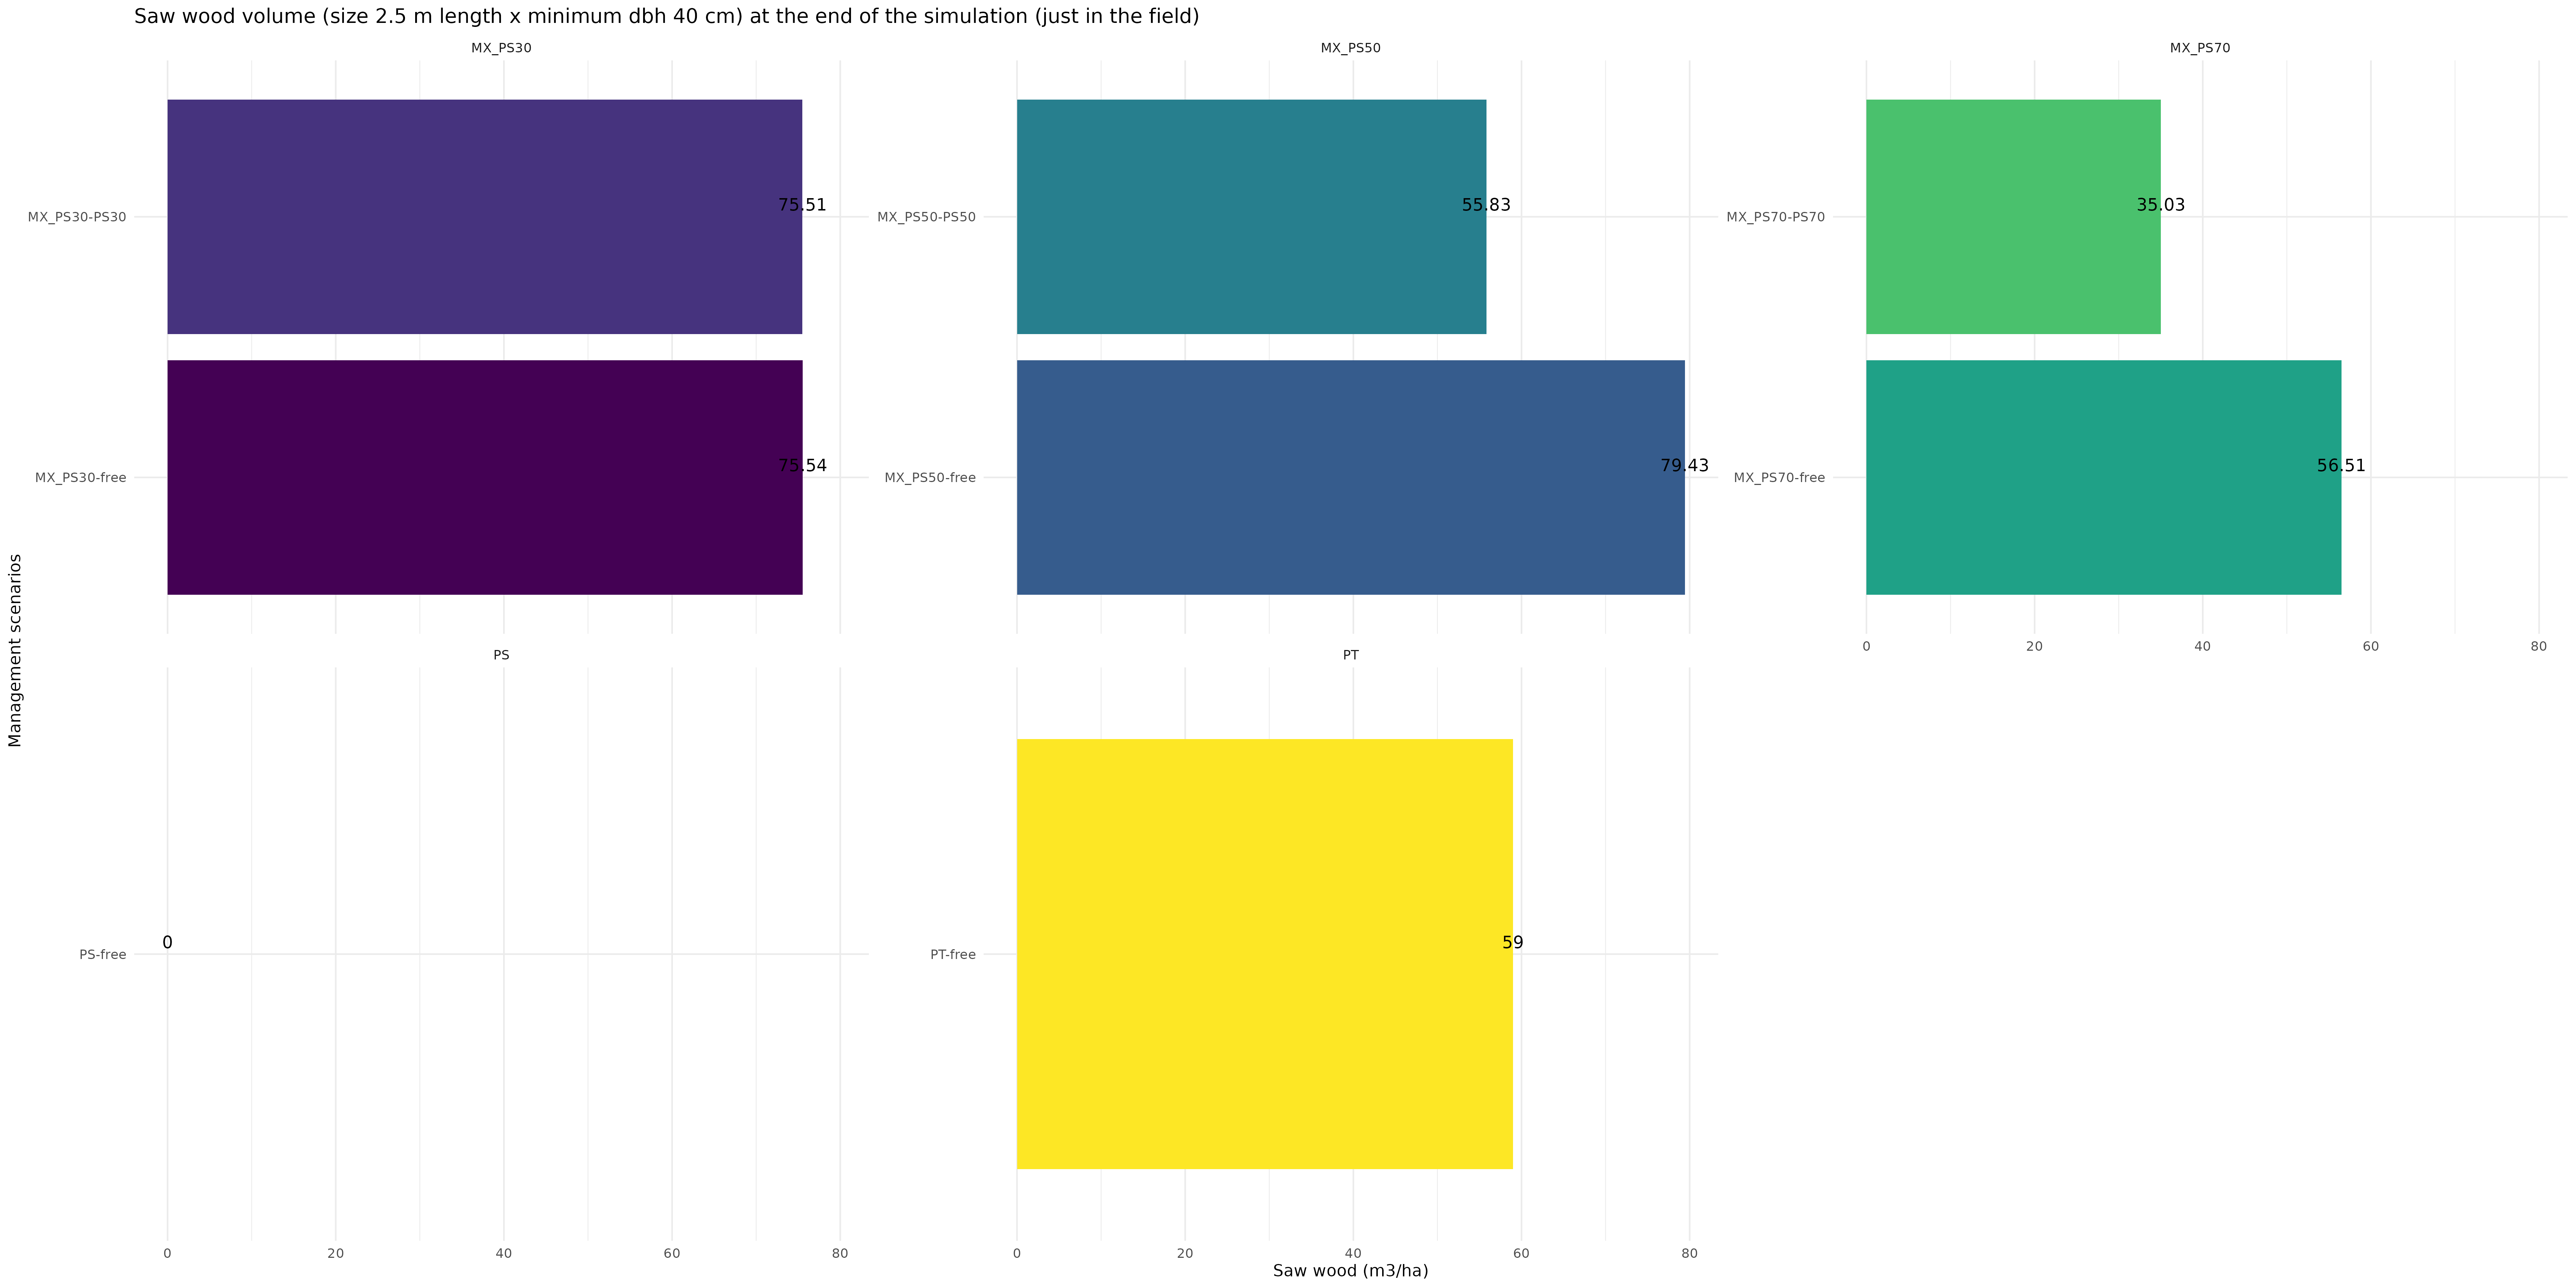 Saw wood volume (size 2.5 m length x minimum dbh 40 cm) at the end of the simulation (just in the field)
MX_PS30
MX_PS50
MX_PS70
MX_PS30-PS30
75.51
MX_PS50-PS50
55.83
MX_PS70-PS70
35.03
MX_PS30-free
75.54
MX_PS50-free
79.43
MX_PS70-free
56.51
0 20 40 60 80
PS
PT
Management scenarios
PS-free
0
PT-free
59
0 20 40 60 80
0 20 40 60 80
Saw wood (m3/ha)